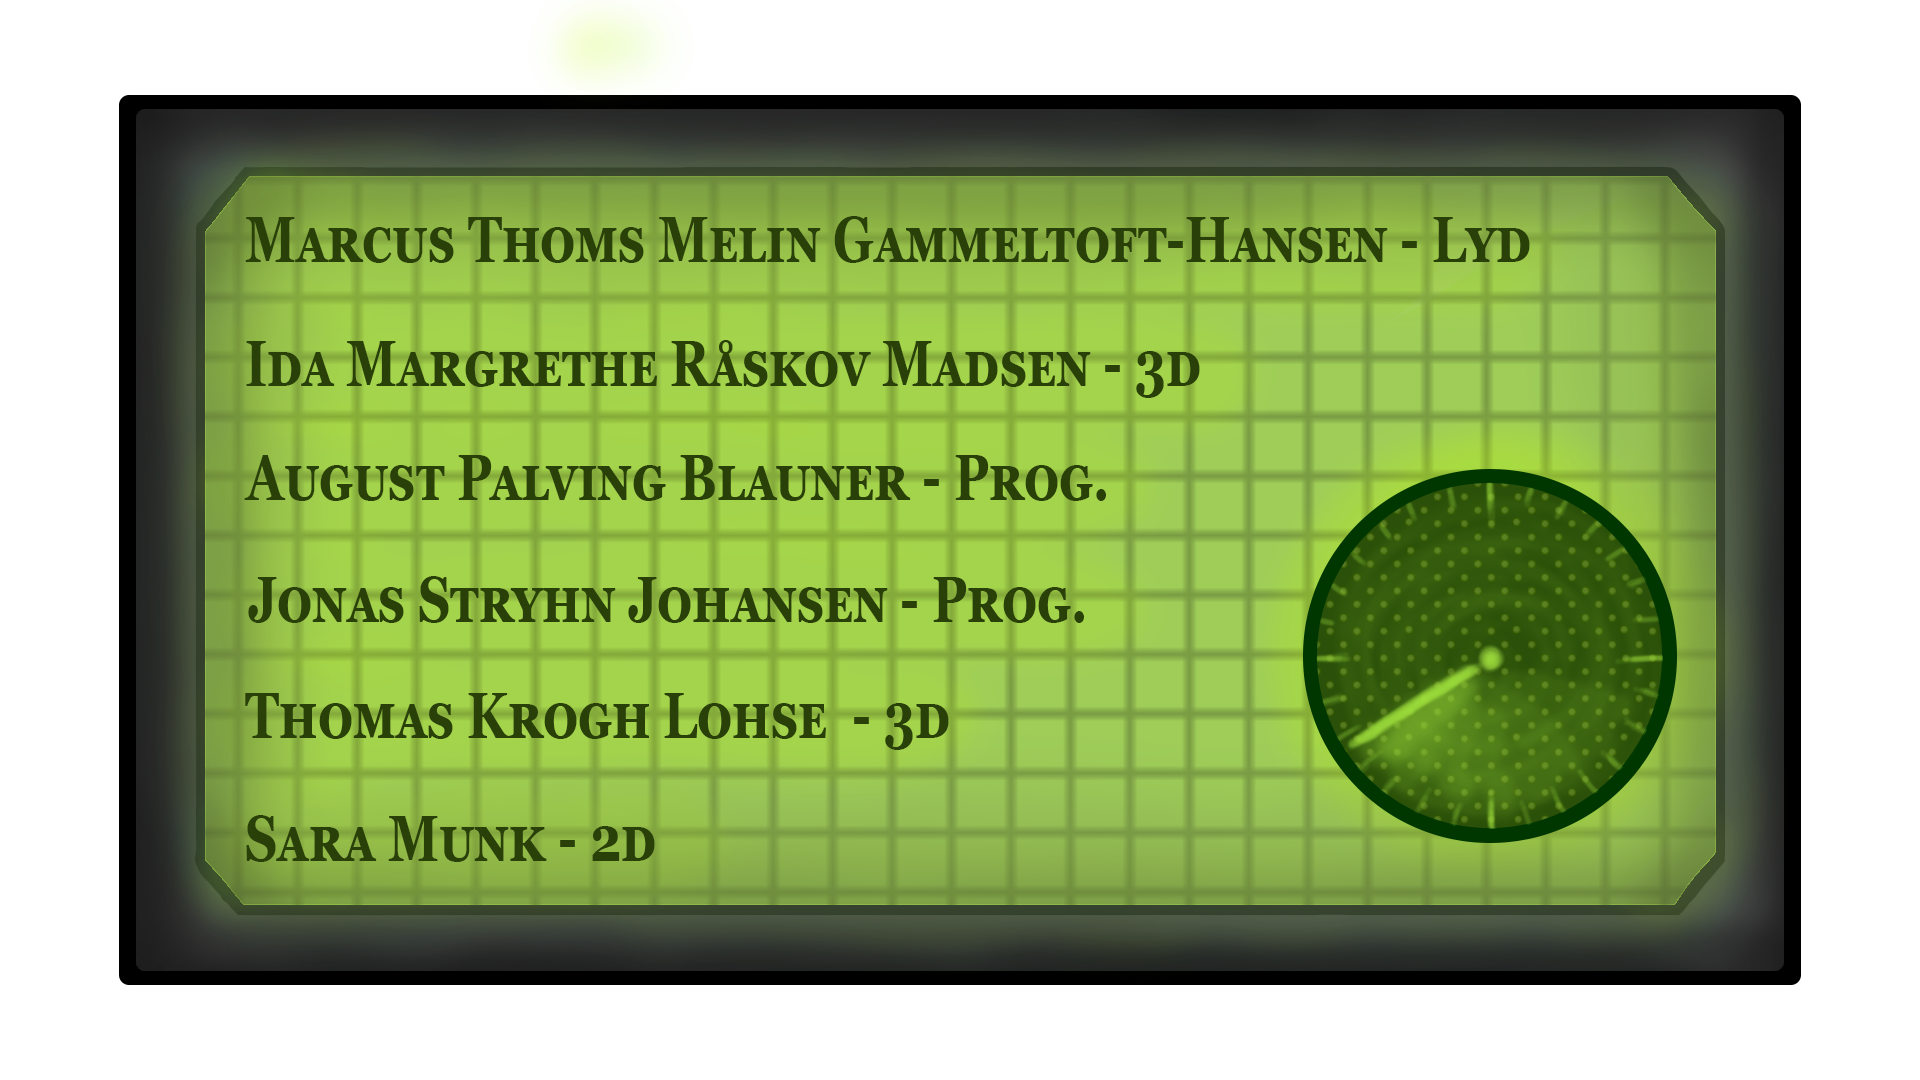 Marcus Thoms Melin Gammeltoft-Hansen - Lyd
Ida Margrethe Råskov Madsen - 3D
August Palving Blauner - Prog.
Jonas Stryhn Johansen - Prog.
Thomas Krogh Lohse - 3D
Sara Munk - 2D